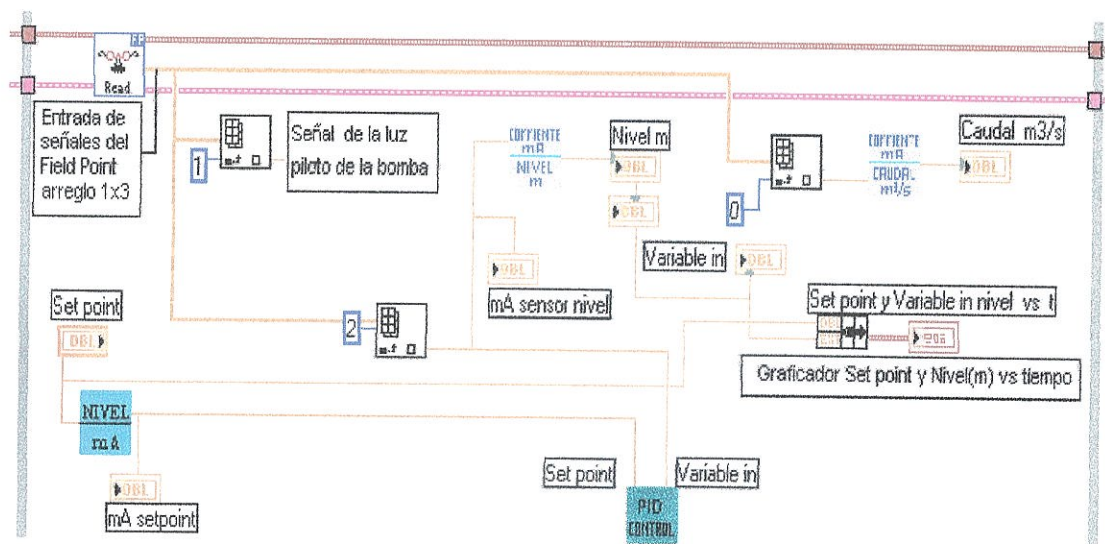 FP
Read
Entrada de
señales del
Field Point
arreglo 1x3
1
Señal de la luz
piloto de la bomba
CORRIENTE
mA
NIVEL
m
Nivel m
DBL
DBL
0
CORRIENTE
mA
CAUDAL
m3/s
Caudal m3/s
DBL
Variable in
DBL
DBL
mA sensor nivel
Set point
DBL
2
Set point y Variable in nivel vs t
Graficador Set point y Nivel(m) vs tiempo
NIVEL
mA
DBL
mA setpoint
Set point
Variable in
PID
CONTROL